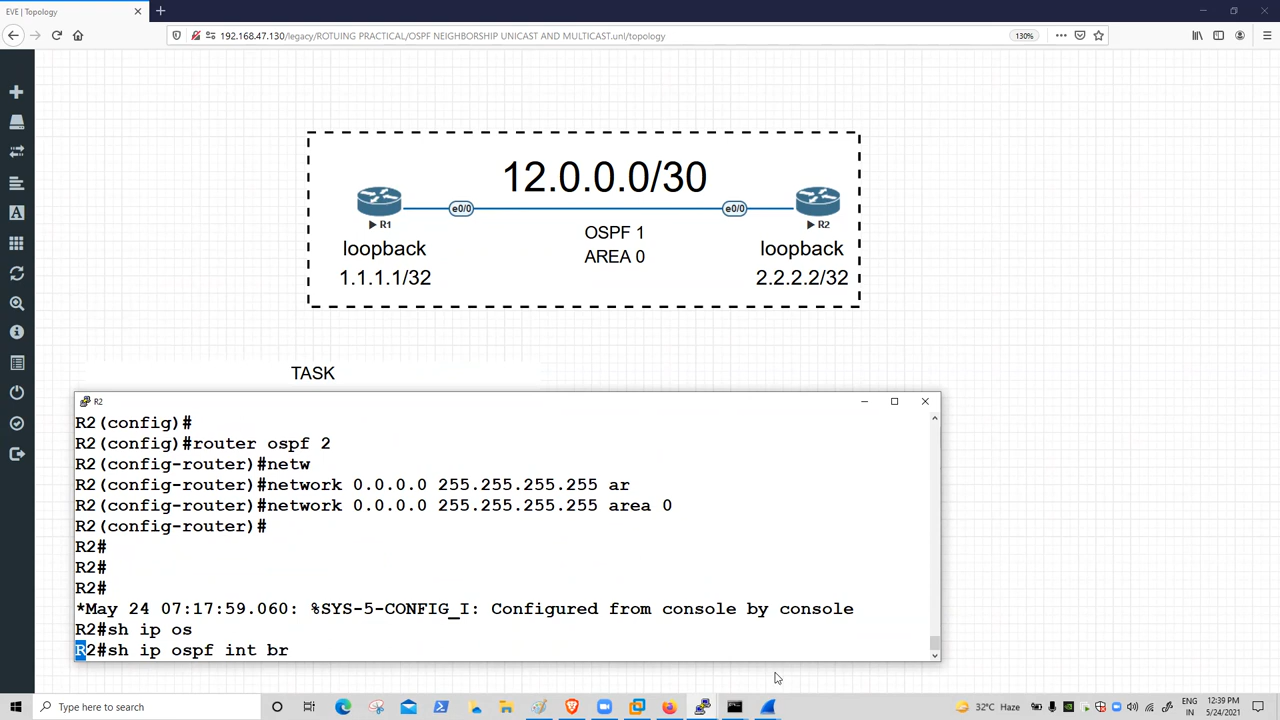 EVE | Topology
192.168.47.130/legacy/ROTUING PRACTICAL/OSPF NEIGHBORSHIP UNICAST AND MULTICAST.unl/topology
130%
12.0.0.0/30
e0/0
e0/0
R1
R2
OSPF 1
AREA 0
loopback
1.1.1.1/32
loopback
2.2.2.2/32
TASK
R2
R2(config)#
R2(config)#router ospf 2
R2(config-router)#netw
R2(config-router)#network 0.0.0.0 255.255.255.255 ar
R2(config-router)#network 0.0.0.0 255.255.255.255 area 0
R2(config-router)#
R2#
R2#
R2#
*May 24 07:17:59.060: %SYS-5-CONFIG_I: Configured from console by console
R2#sh ip os
R2#sh ip ospf int br
Type here to search
32°C Haze
ENG
IN
12:39 PM
5/24/2021